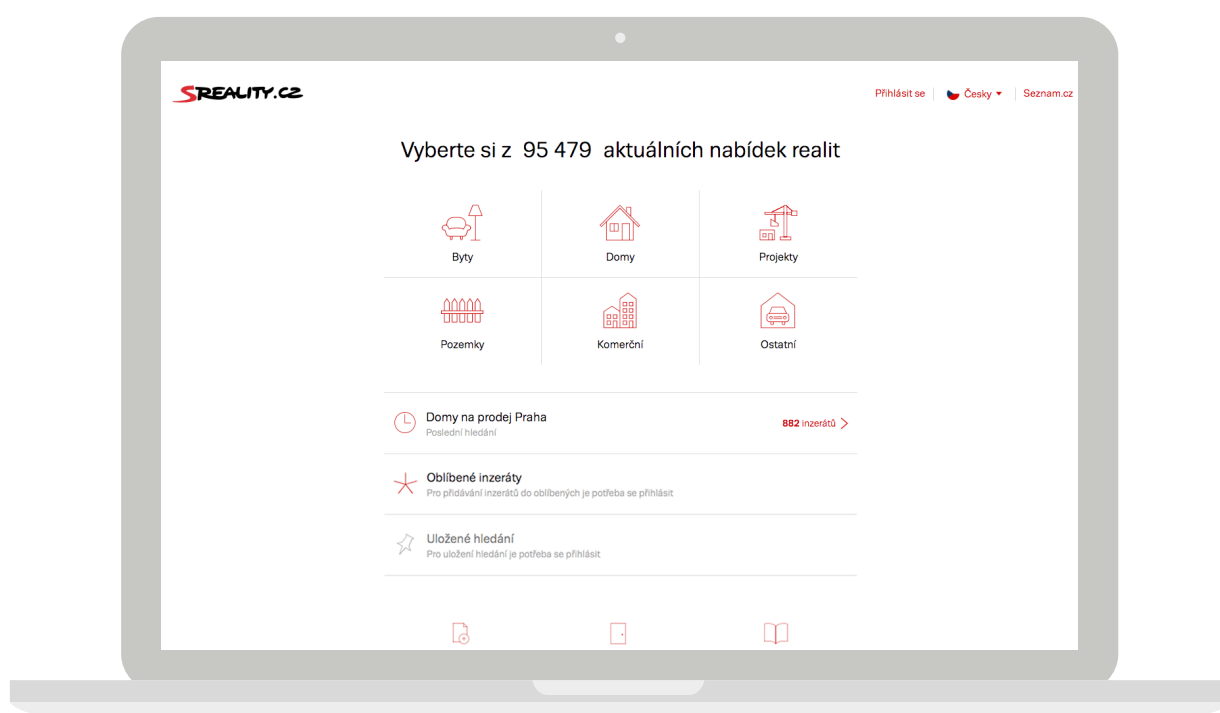 SREALITY.CZ
Přihlásit se
Česky
Seznam.cz
Vyberte si z 95 479 aktuálních nabídek realit
Byty
Domy
Projekty
Pozemky
Komerční
Ostatní
Domy na prodej Praha
Poslední hledání
882 inzerátů
Oblíbené inzeráty
Pro přidávání inzerátů do oblíbených je potřeba se přihlásit
Uložené hledání
Pro uložení hledání je potřeba se přihlásit